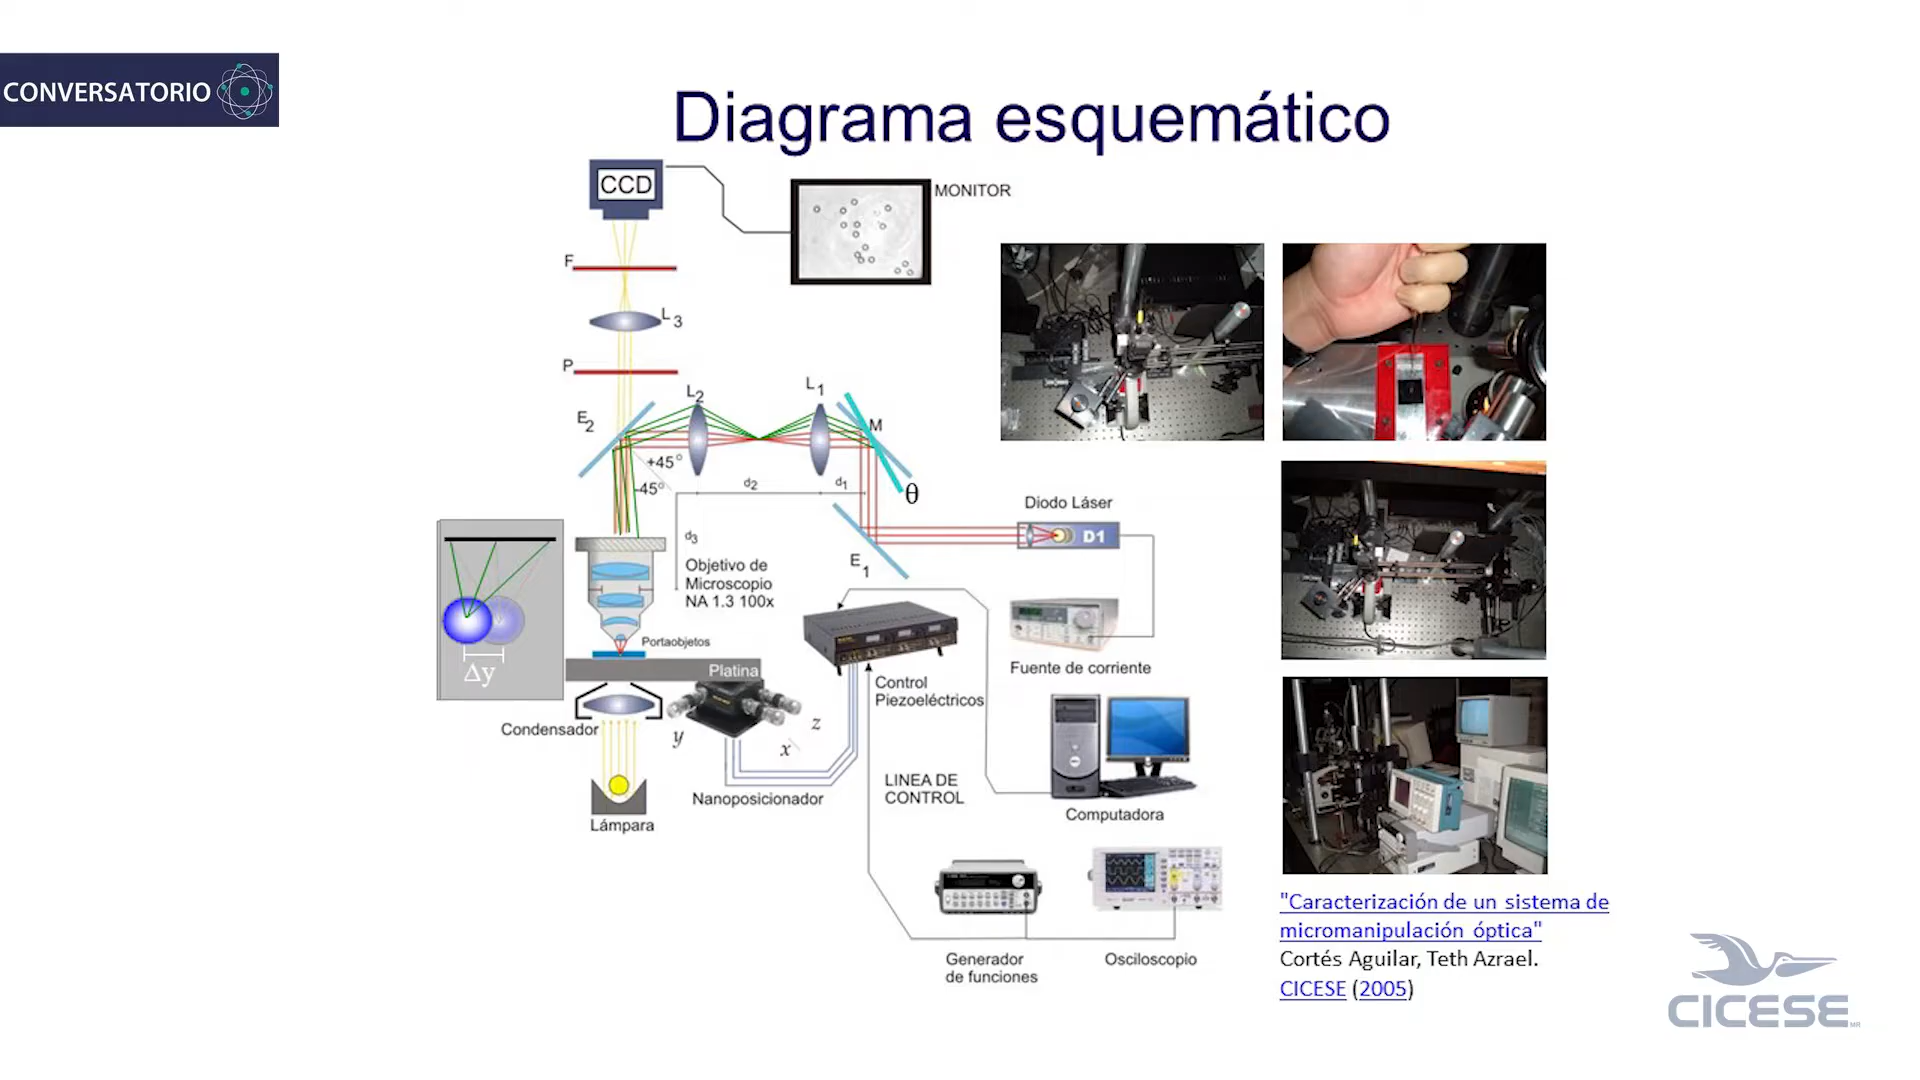 CONVERSATORIO
Diagrama esquemático
CCD
MONITOR
F
L3
P
L2
L1
E2
M
+45°
-45°
d2
d1
θ
Diodo Láser
D1
d3
E1
Objetivo de
Microscopio
NA 1.3 100x
Δy
Portaobjetos
Platina
Fuente de corriente
Control
Piezoeléctricos
Condensador
y
x
z
LINEA DE
CONTROL
Nanoposicionador
Computadora
Lámpara
Generador
de funciones
Osciloscopio
"Caracterización de un sistema de
micromanipulación óptica"
Cortés Aguilar, Teth Azrael.
CICESE (2005)
CICESE MR